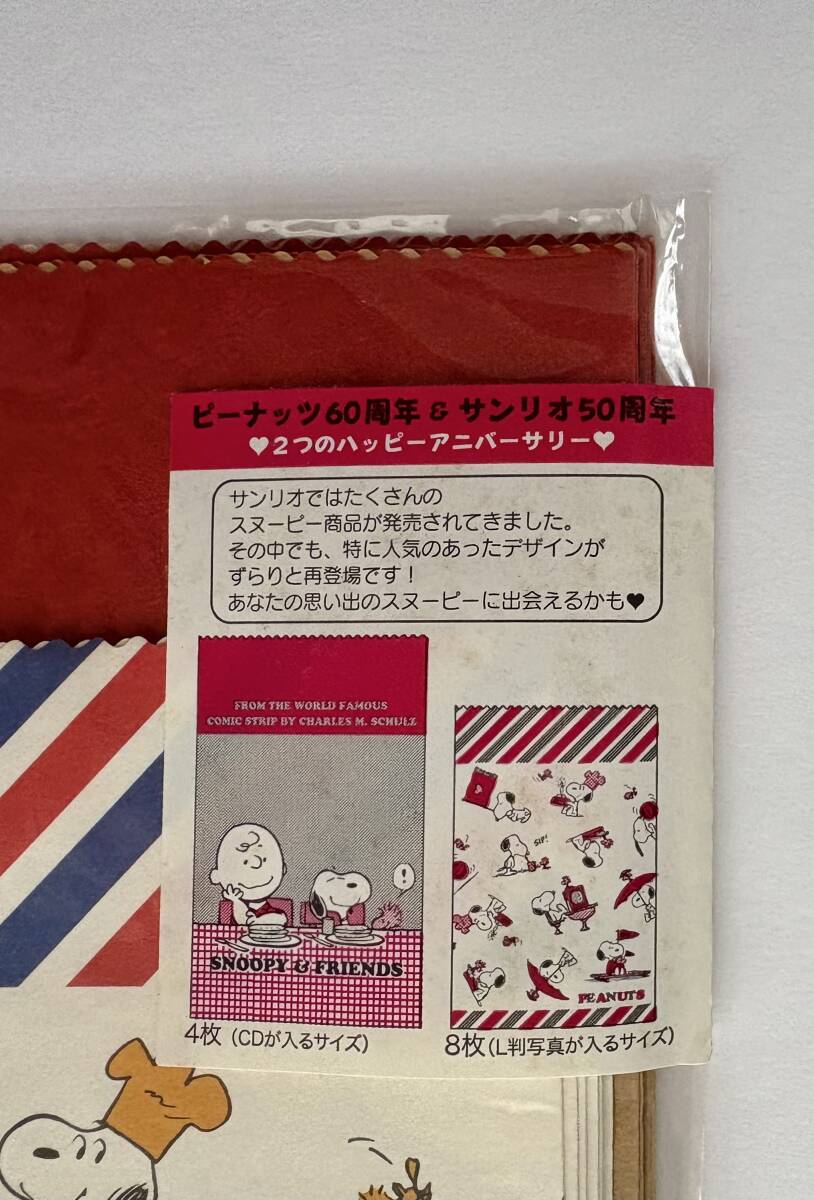 ピーナッツ60周年&サンリオ50周年
♥2つのハッピーアニバーサリー♥
サンリオではたくさんの
スヌーピー商品が発売されてきました。
その中でも、特に人気のあったデザインが
ずらりと再登場です!
あなたの思い出のスヌーピーに出会えるかも♥
FROM THE WORLD FAMOUS
COMIC STRIP BY CHARLES M. SCHULZ
!
SNOOPY & FRIENDS
4枚(CDが入るサイズ)
SIP!
PEANUTS
8枚(L判写真が入るサイズ)